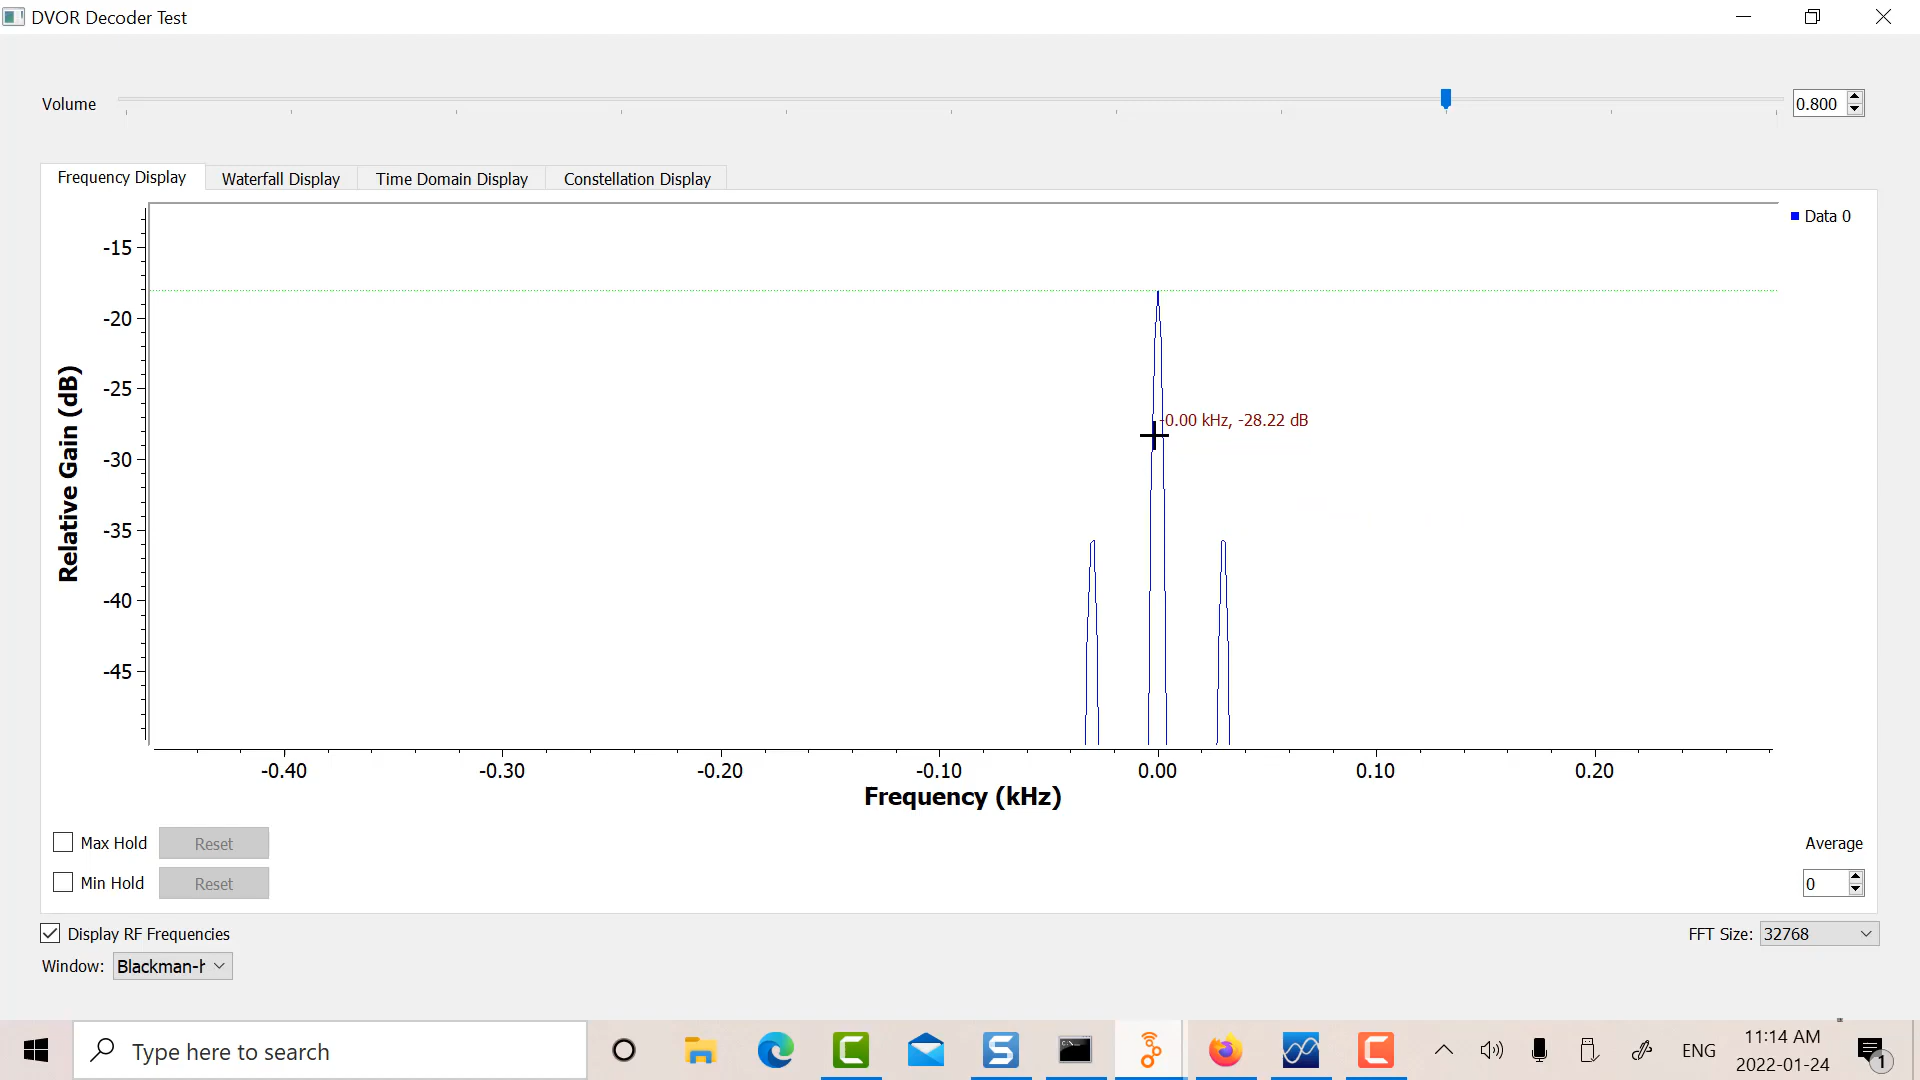 DVOR Decoder Test
Volume
0.800
Frequency Display
Waterfall Display
Time Domain Display
Constellation Display
Data 0
-15
-20
-25
-30
-35
-40
-45
Relative Gain (dB)
-0.00 kHz, -28.22 dB
-0.40
-0.30
-0.20
-0.10
0.00
0.10
0.20
Frequency (kHz)
Max Hold
Reset
Average
Min Hold
Reset
0
Display RF Frequencies
FFT Size:
32768
Window:
Blackman-h
Type here to search
ENG
11:14 AM
2022-01-24
1